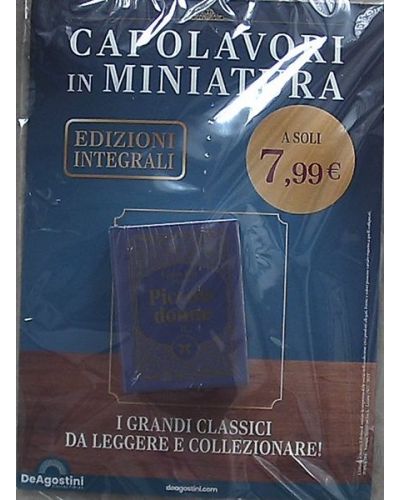 CAPOLAVORI
IN MINIATURA
EDIZIONI
INTEGRALI
A SOLI
7,99€
Piccole
donne
I GRANDI CLASSICI
DA LEGGERE E COLLEZIONARE!
DeAgostini
deagostini.com